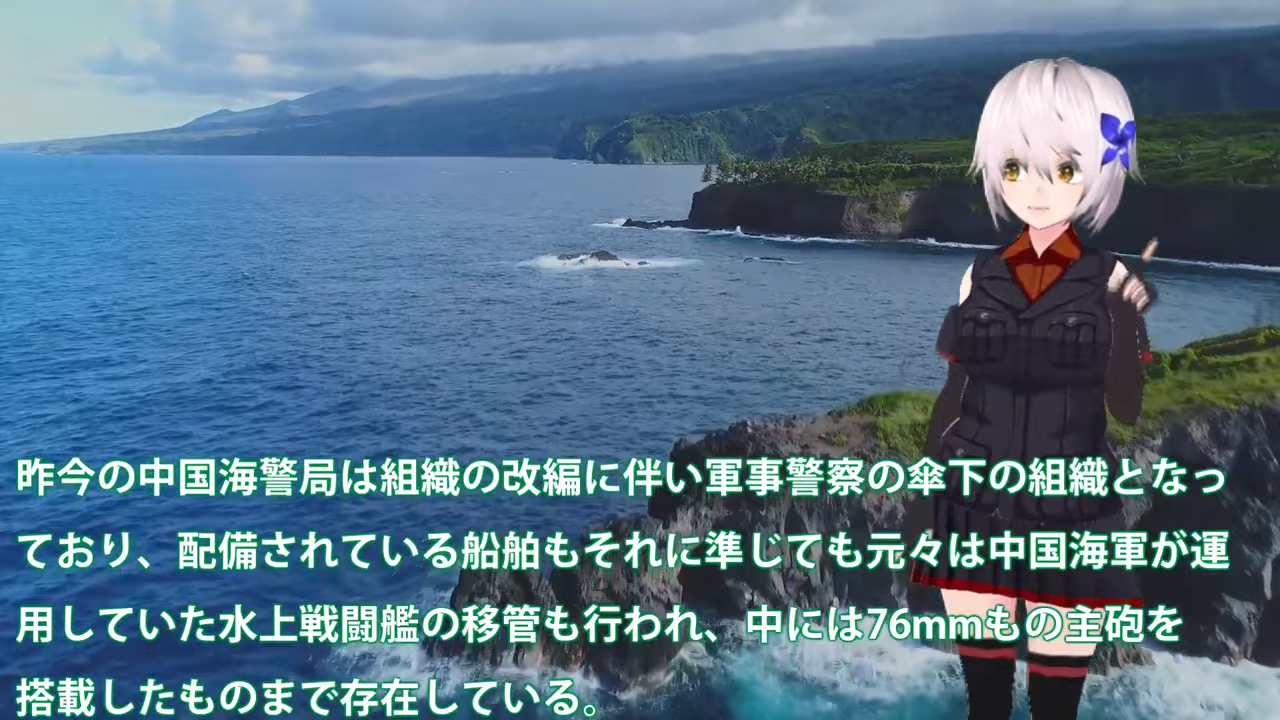 昨今の中国海警局は組織の改編に伴い軍事警察の傘下の組織となっ
ており、配備されている船舶もそれに準じても元々は中国海軍が運
用していた水上戦闘艦の移管も行われ、中には76mmもの主砲を
搭載したものまで存在している。